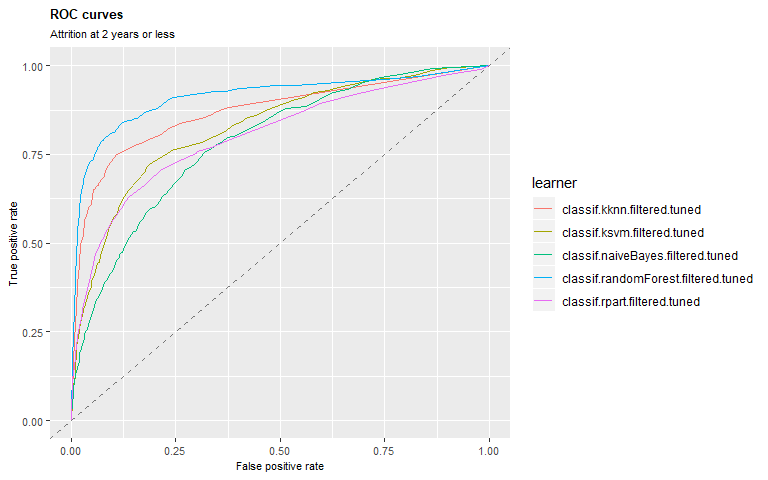 ROC curves
Attrition at 2 years or less
1.00
0.75
0.50
0.25
0.00
True positive rate
0.00 0.25 0.50 0.75 1.00
False positive rate
learner
classif.kknn.filtered.tuned
classif.ksvm.filtered.tuned
classif.naiveBayes.filtered.tuned
classif.randomForest.filtered.tuned
classif.rpart.filtered.tuned